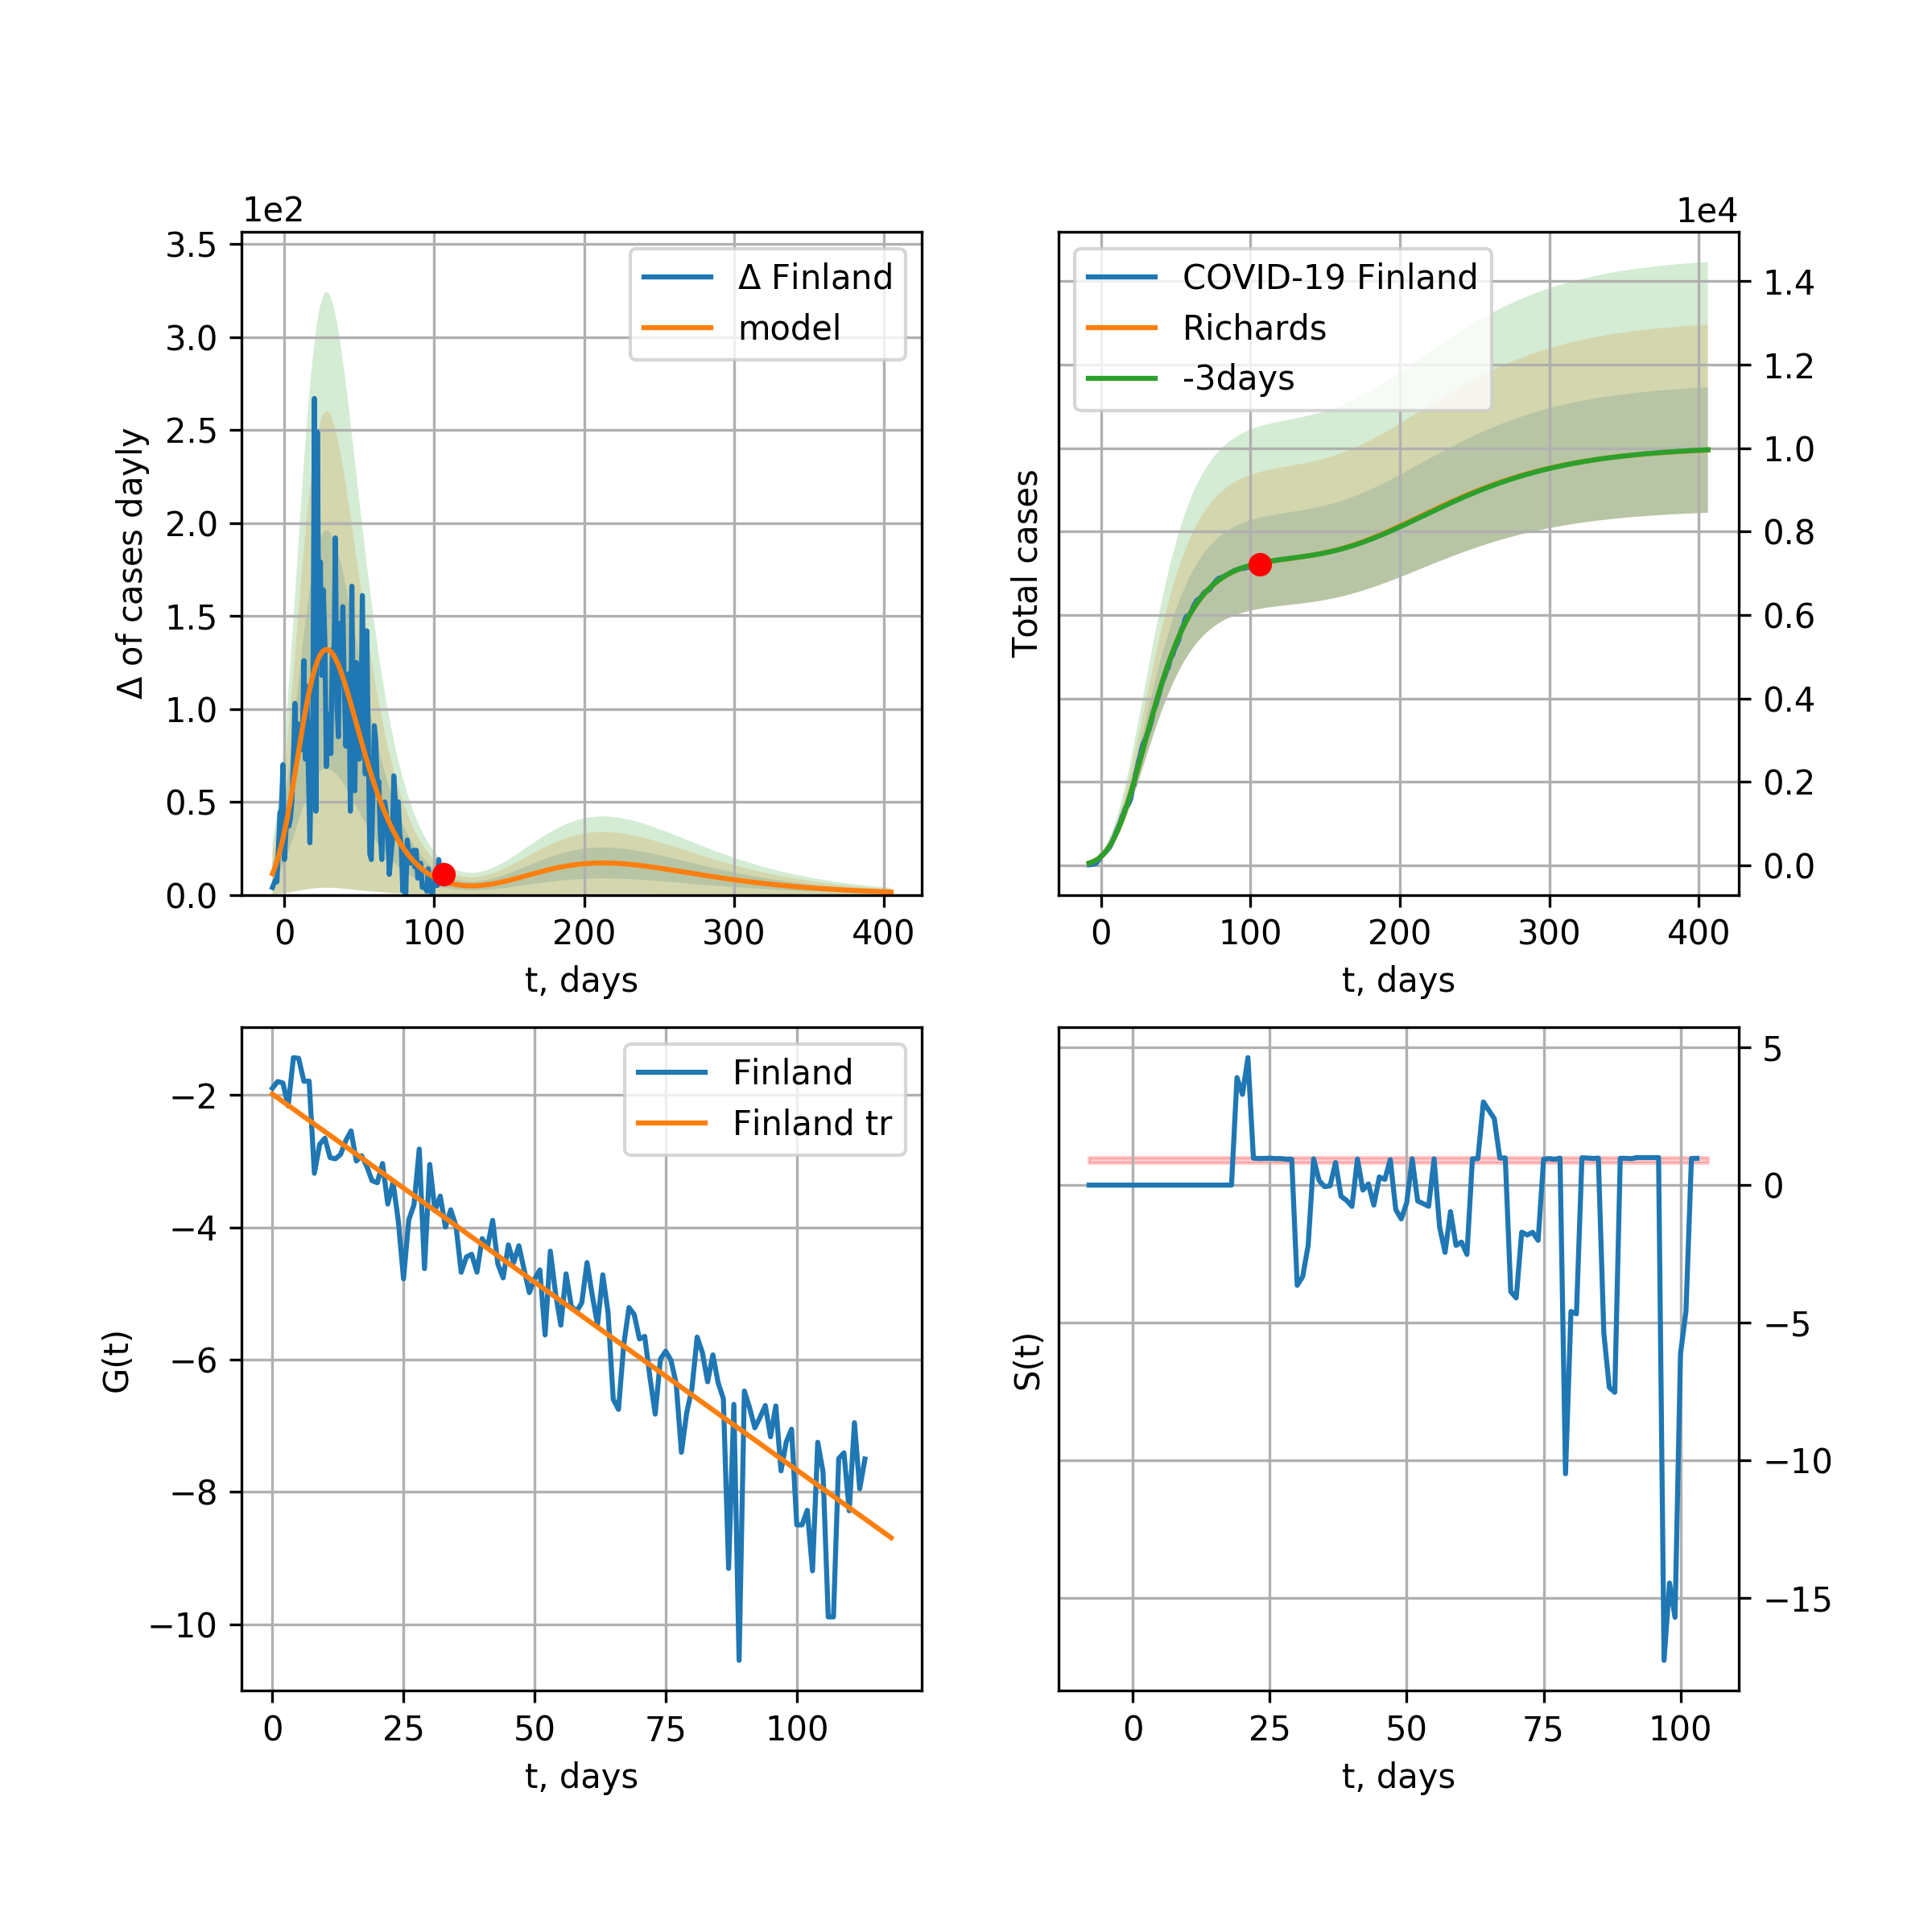 1e2
3.5
3.0
2.5
2.0
1.5
1.0
0.5
0.0
Δ of cases dayly
Δ Finland
model
0 100 200 300 400
t, days
1e4
COVID-19 Finland
Richards
-3days
Total cases
1.4
1.2
1.0
0.8
0.6
0.4
0.2
0.0
0 100 200 300 400
t, days
G(t)
−2
−4
−6
−8
−10
Finland
Finland tr
0 25 50 75 100
t, days
S(t)
5
0
−5
−10
−15
0 25 50 75 100
t, days